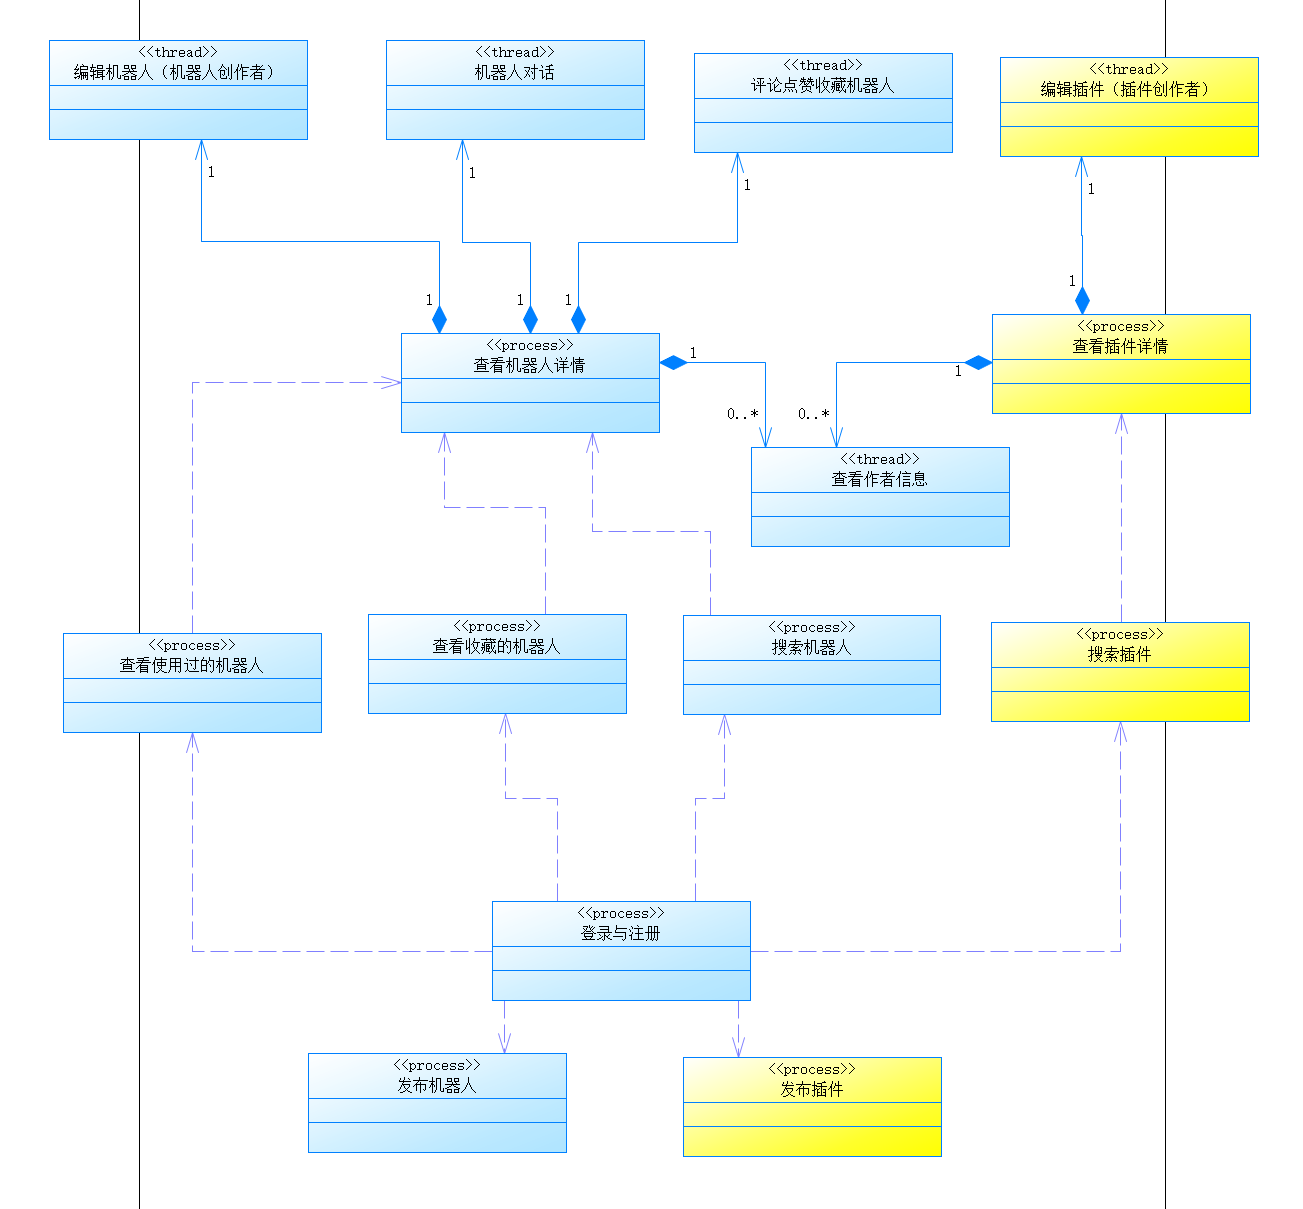 <<thread>>
编辑机器人（机器人创作者）
<<thread>>
机器人对话
<<thread>>
评论点赞收藏机器人
<<thread>>
编辑插件（插件创作者）
1
1
1
1
1
1
1
1
<<process>>
查看机器人详情
<<process>>
查看插件详情
1
1
0..*
0..*
<<thread>>
查看作者信息
<<process>>
查看使用过的机器人
<<process>>
查看收藏的机器人
<<process>>
搜索机器人
<<process>>
搜索插件
<<process>>
登录与注册
<<process>>
发布机器人
<<process>>
发布插件